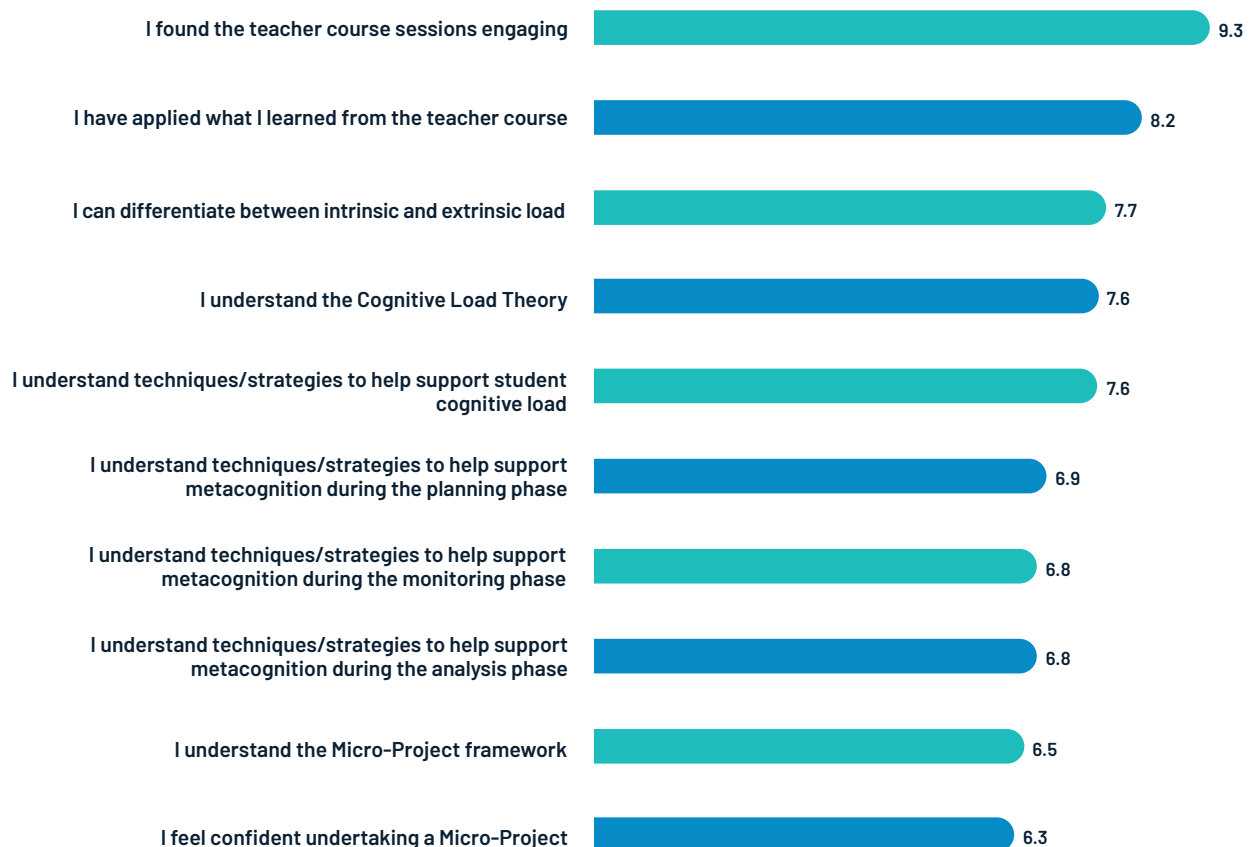 I found the teacher course sessions engaging
9.3
I have applied what I learned from the teacher course
8.2
I can differentiate between intrinsic and extrinsic load
7.7
I understand the Cognitive Load Theory
7.6
I understand techniques/strategies to help support student
cognitive load
7.6
I understand techniques/strategies to help support
metacognition during the planning phase
6.9
I understand techniques/strategies to help support
metacognition during the monitoring phase
6.8
I understand techniques/strategies to help support
metacognition during the analysis phase
6.8
I understand the Micro-Project framework
6.5
I feel confident undertaking a Micro-Project
6.3